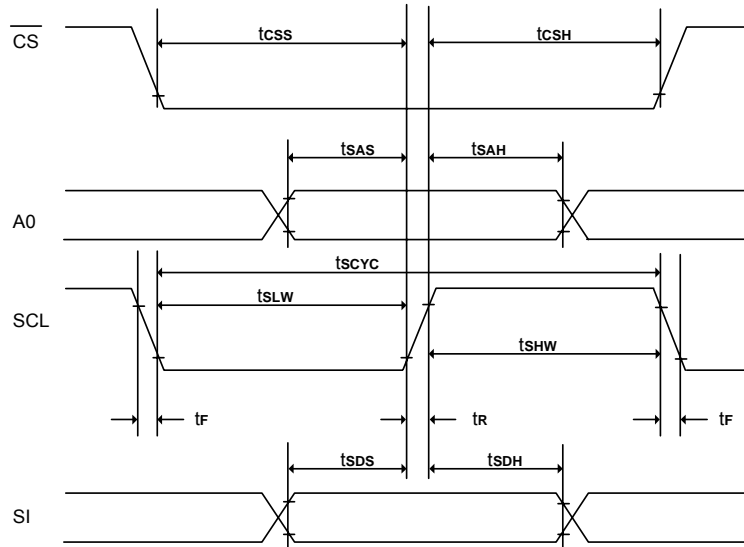 CS
tCSS
tCSH
tSAS
tSAH
A0
tSCYC
tSLW
SCL
tSHW
tF
tR
tF
tSDS
tSDH
SI